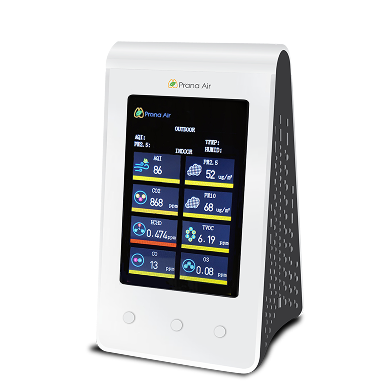 Prana Air
Prana Air
OUTDOOR
AQI:
TEMP:
PM2.5:
HUMID:
INDOOR
AQI
86
PM2.5
52 ug/m³
CO2
868 ppm
PM10
68 ug/m³
HCHO
0.474 ppm
TVOC
6.19 ppm
CO
13 ppm
O3
0.08 ppm